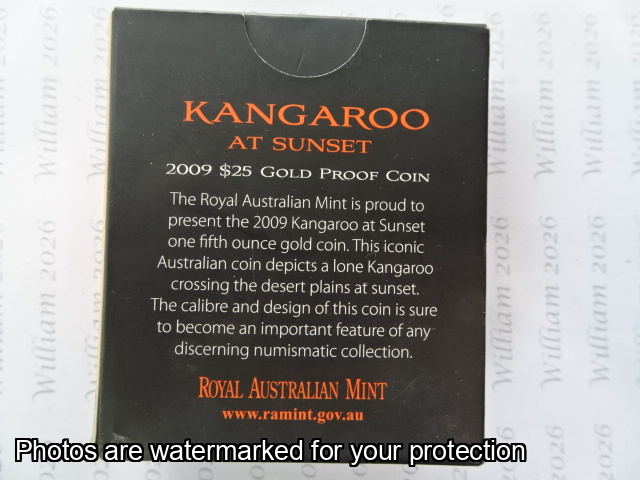 KANGAROO
AT SUNSET
2009 $25 GOLD PROOF COIN
The Royal Australian Mint is proud to
present the 2009 Kangaroo at Sunset
one fifth ounce gold coin. This iconic
Australian coin depicts a lone Kangaroo
crossing the desert plains at sunset.
The calibre and design of this coin is sure
to become an important feature of any
discerning numismatic collection.
ROYAL AUSTRALIAN MINT
www.ramint.gov.au
Photos are watermarked for your protection
William 2026